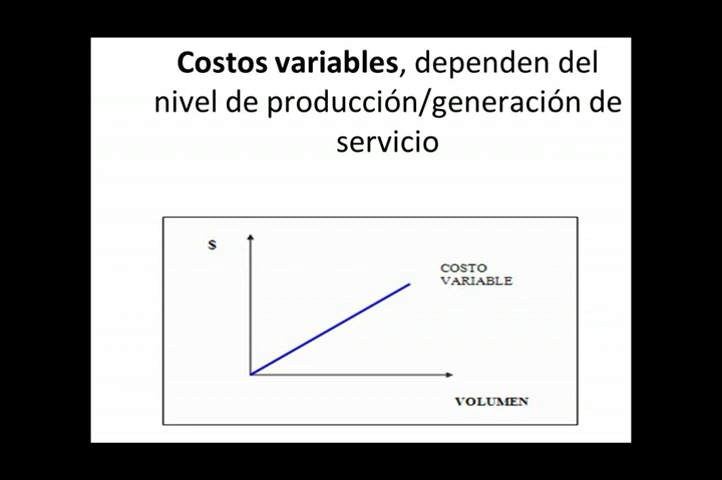 Costos variables, dependen del
nivel de producción/generación de
servicio
$
COSTO
VARIABLE
VOLUMEN